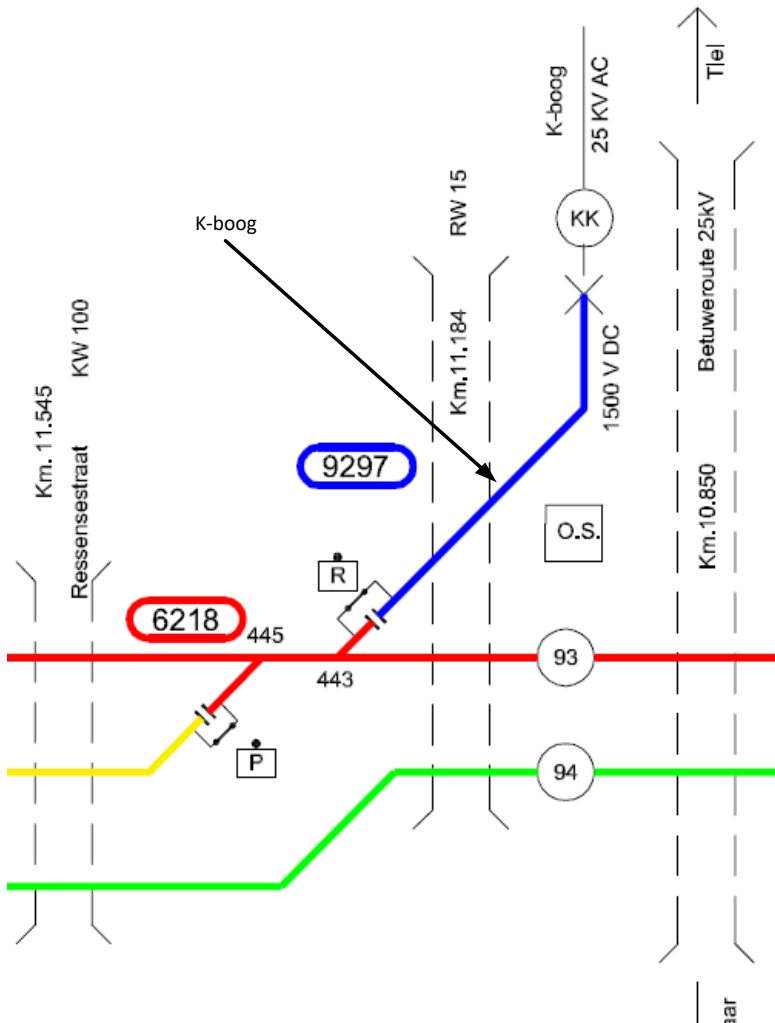 K-boog
25 KV AC
Tiel
KK
K-boog
RW 15
Km.11.184
1500 V DC
Betuweroute 25kV
Km.10.850
KW 100
Km. 11.545
Ressensestraat
9297
O.S.
R
6218
445
443
93
P
94